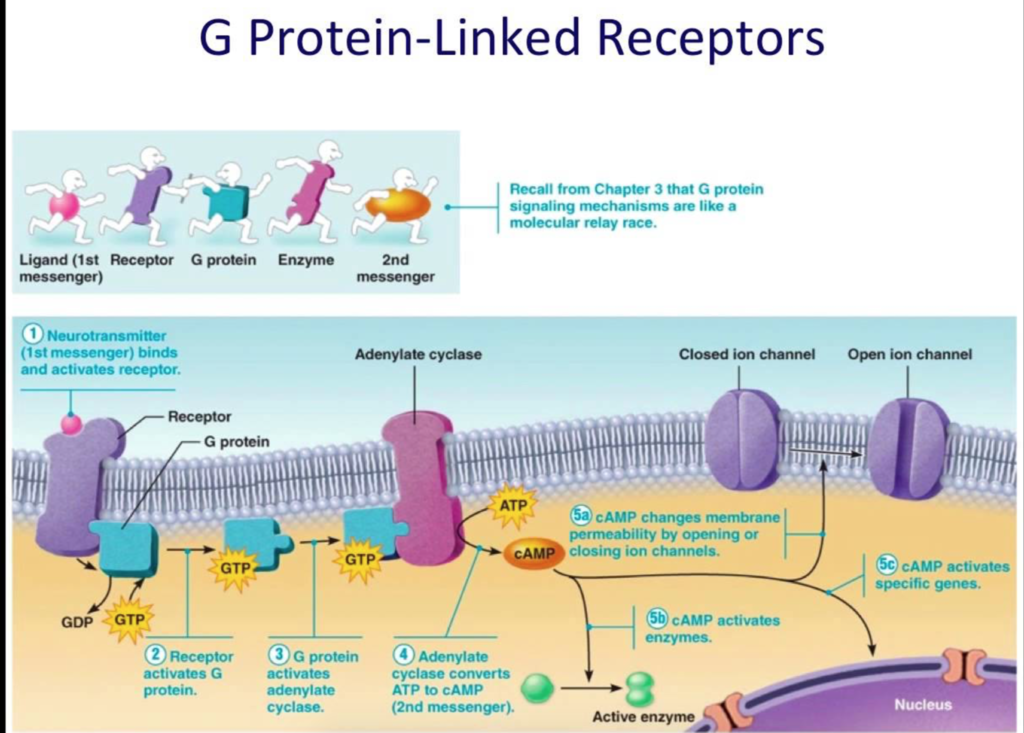 G Protein-Linked Receptors
Recall from Chapter 3 that G protein
signaling mechanisms are like a
molecular relay race.
Ligand (1st
messenger)
Receptor
G protein
Enzyme
2nd
messenger
1 Neurotransmitter
(1st messenger) binds
and activates receptor.
Adenylate cyclase
Closed ion channel
Open ion channel
Receptor
G protein
ATP
5a cAMP changes membrane
permeability by opening or
closing ion channels.
cAMP
GTP
GTP
5c cAMP activates
specific genes.
GDP
GTP
5b cAMP activates
enzymes.
2 Receptor
activates G
protein.
3 G protein
activates
adenylate
cyclase.
4 Adenylate
cyclase converts
ATP to cAMP
(2nd messenger).
Active enzyme
Nucleus